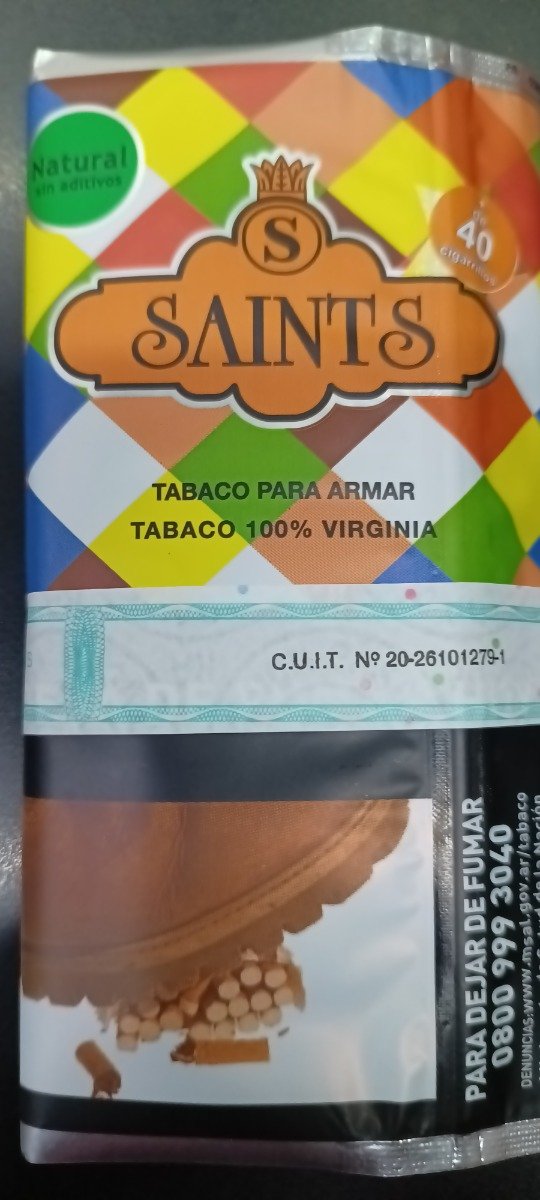 Natural
sin aditivos
S
de
40
cigarrillos
SAINTS
TABACO PARA ARMAR
TABACO 100% VIRGINIA
C.U.I.T. Nº 20-26101279-1
PARA DEJAR DE FUMAR
0800 999 3040
DENUNCIAS:www.msal.gov.ar/tabaco